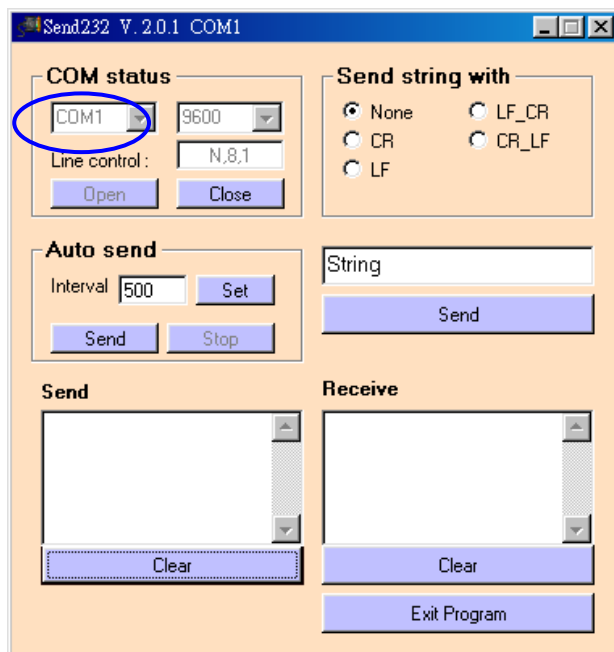 Send232 V. 2.0.1 COM1
COM status
COM1 9600
Line control : N,8,1
Open Close
Send string with
None LF_CR
CR CR_LF
LF
Auto send
Interval 500 Set
Send Stop
String
Send
Send
Clear
Receive
Clear
Exit Program